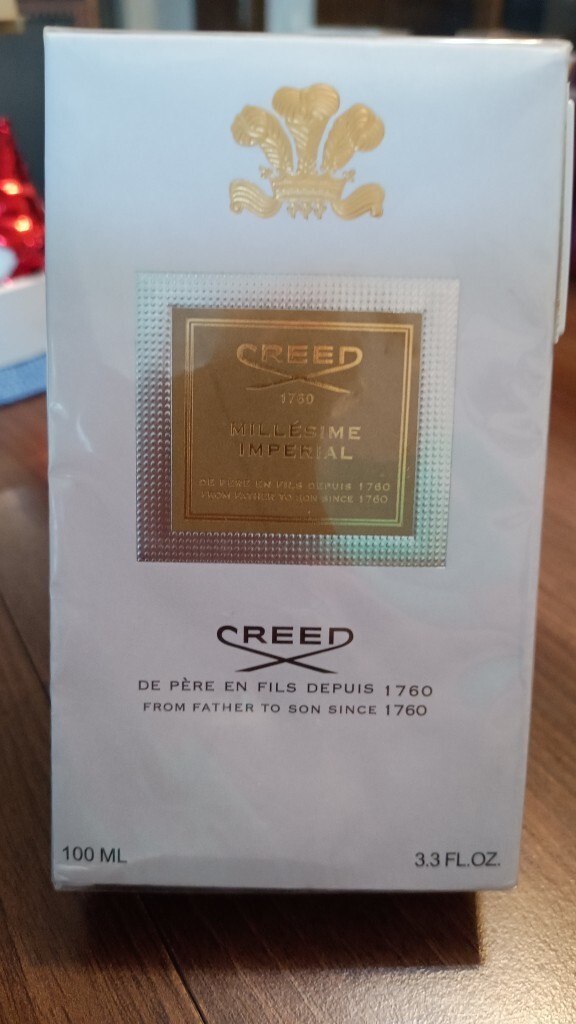 CREED
1760
MILLÉSIME
IMPERIAL
DE PÈRE EN FILS DEPUIS 1760
FROM FATHER TO SON SINCE 1760
CREED
DE PÈRE EN FILS DEPUIS 1760
FROM FATHER TO SON SINCE 1760
100 ML
3.3 FL.OZ.